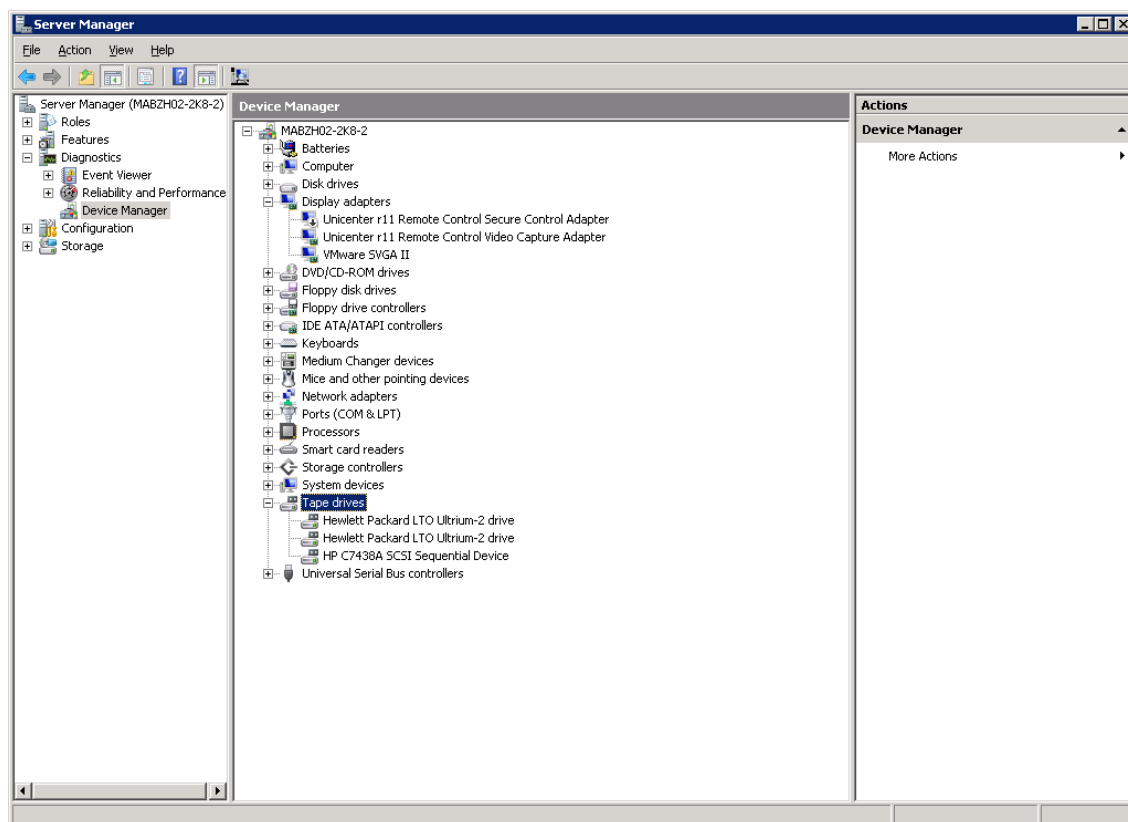 Server Manager
File Action View Help
Server Manager (MABZH02-2K8-2)
Roles
Features
Diagnostics
Event Viewer
Reliability and Performance
Device Manager
Configuration
Storage
Device Manager
MABZH02-2K8-2
Batteries
Computer
Disk drives
Display adapters
Unicenter r11 Remote Control Secure Control Adapter
Unicenter r11 Remote Control Video Capture Adapter
VMware SVGA II
DVD/CD-ROM drives
Floppy disk drives
Floppy drive controllers
IDE ATA/ATAPI controllers
Keyboards
Medium Changer devices
Mice and other pointing devices
Network adapters
Ports (COM & LPT)
Processors
Smart card readers
Storage controllers
System devices
Tape drives
Hewlett Packard LTO Ultrium-2 drive
Hewlett Packard LTO Ultrium-2 drive
HP C7438A SCSI Sequential Device
Universal Serial Bus controllers
Actions
Device Manager
More Actions